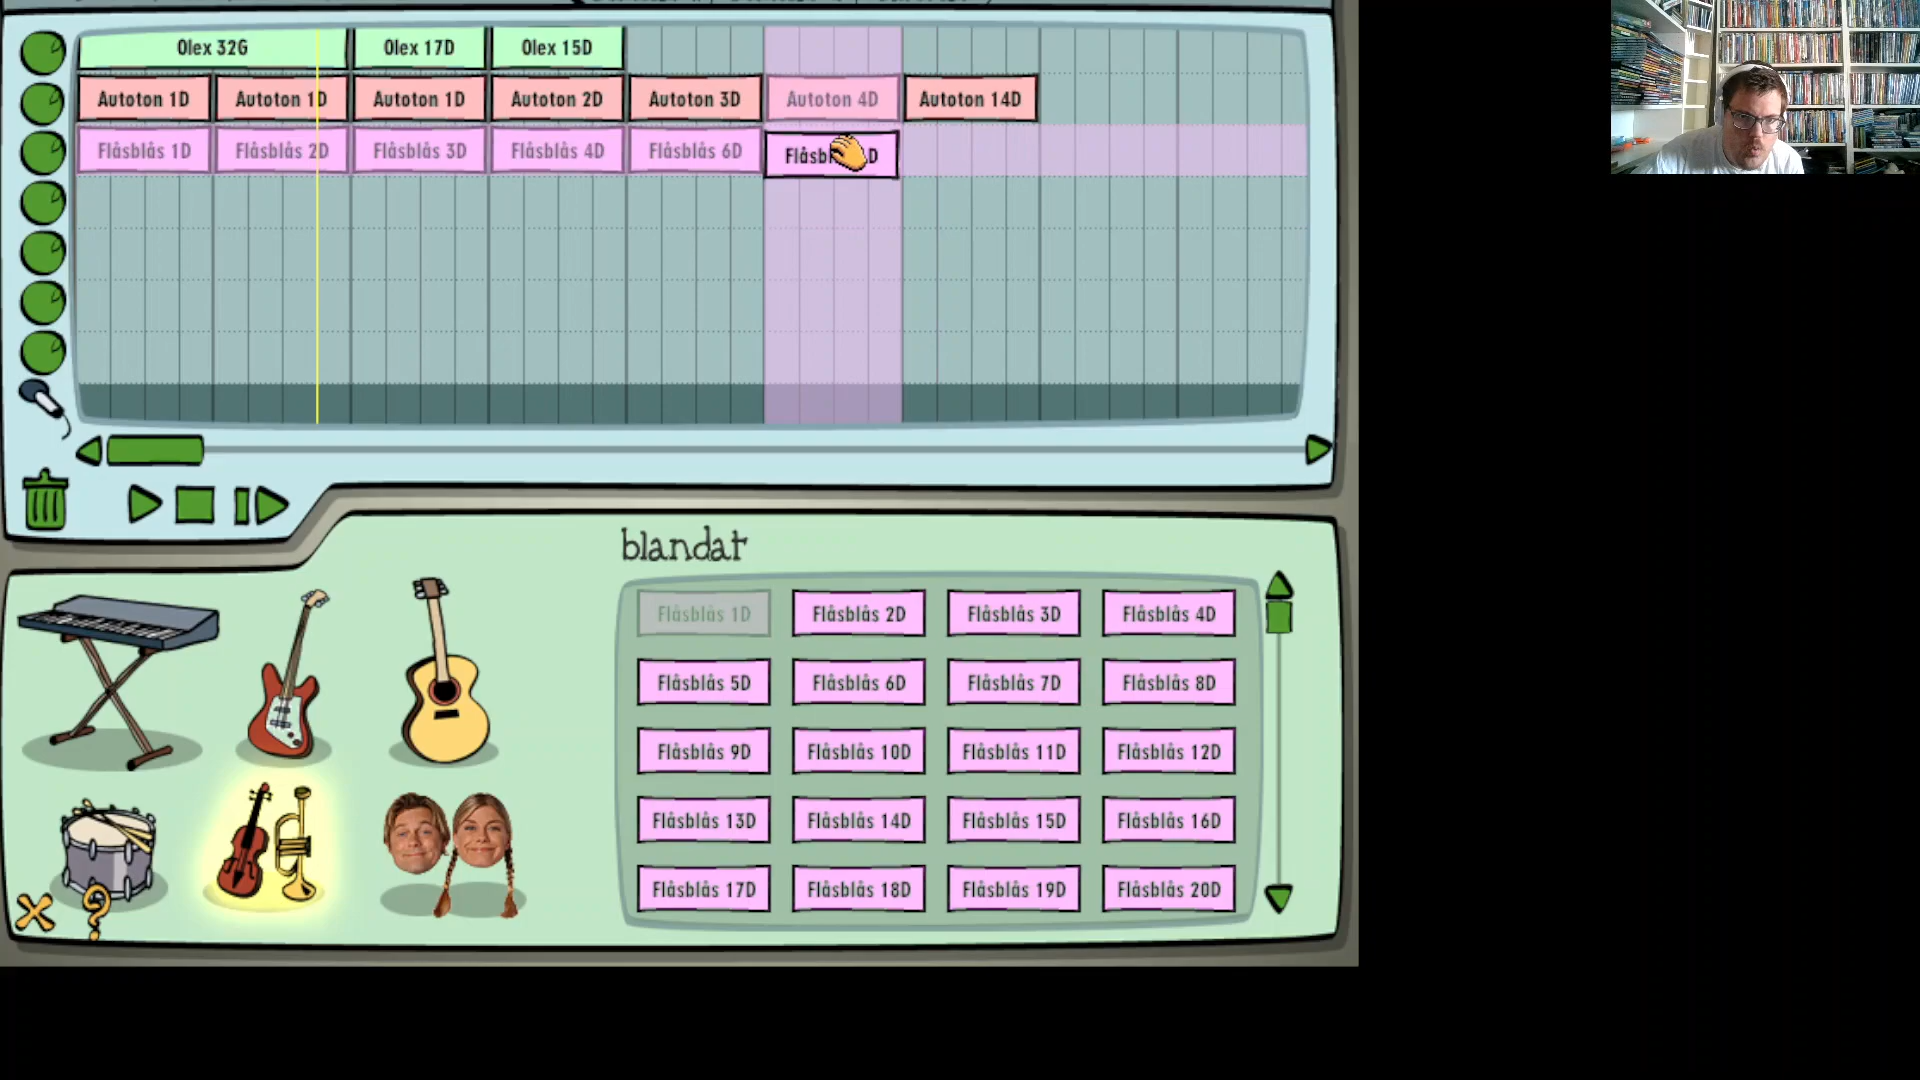 Olex 32G Olex 17D Olex 15D
Autoton 1D Autoton 1D Autoton 1D Autoton 2D Autoton 3D Autoton 4D Autoton 14D
Flåsblås 1D Flåsblås 2D Flåsblås 3D Flåsblås 4D Flåsblås 6D
blandat
Flåsblås 1D Flåsblås 2D Flåsblås 3D Flåsblås 4D
Flåsblås 5D Flåsblås 6D Flåsblås 7D Flåsblås 8D
Flåsblås 9D Flåsblås 10D Flåsblås 11D Flåsblås 12D
Flåsblås 13D Flåsblås 14D Flåsblås 15D Flåsblås 16D
Flåsblås 17D Flåsblås 18D Flåsblås 19D Flåsblås 20D